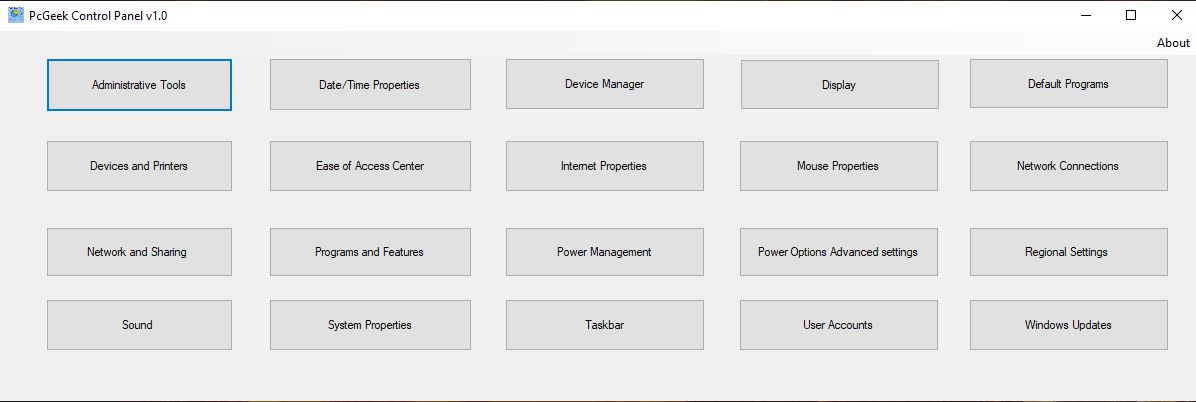 PcGeek Control Panel v1.0
About
Administrative Tools
Date/Time Properties
Device Manager
Display
Default Programs
Devices and Printers
Ease of Access Center
Internet Properties
Mouse Properties
Network Connections
Network and Sharing
Programs and Features
Power Management
Power Options Advanced settings
Regional Settings
Sound
System Properties
Taskbar
User Accounts
Windows Updates